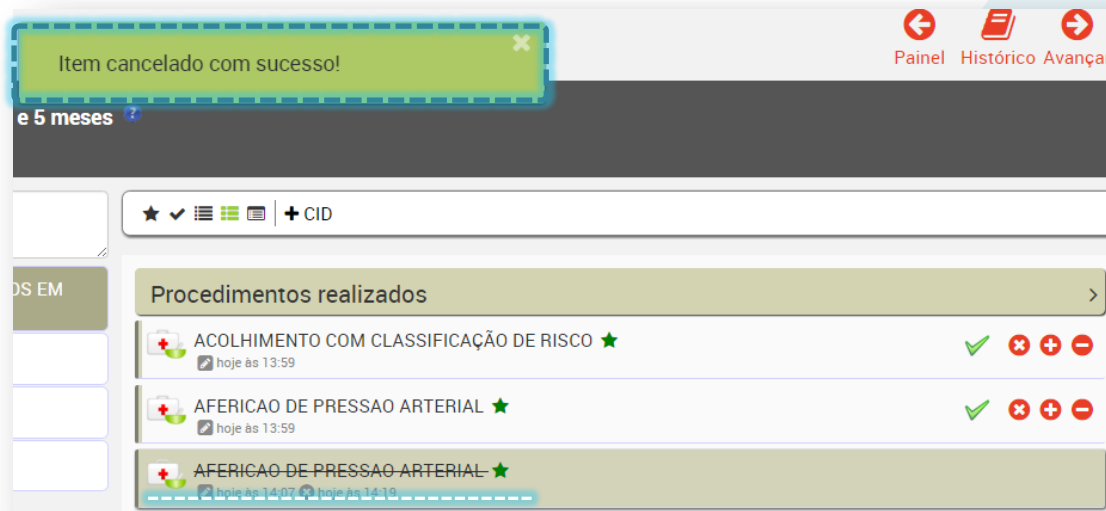 Item cancelado com sucesso!
Painel Histórico Avança
e 5 meses
+ CID
OS EM
Procedimentos realizados
ACOLHIMENTO COM CLASSIFICAÇÃO DE RISCO
hoje às 13:59
AFERICAO DE PRESSAO ARTERIAL
hoje às 13:59
AFERICAO DE PRESSAO ARTERIAL
hoje às 14:07 hoje às 14:19